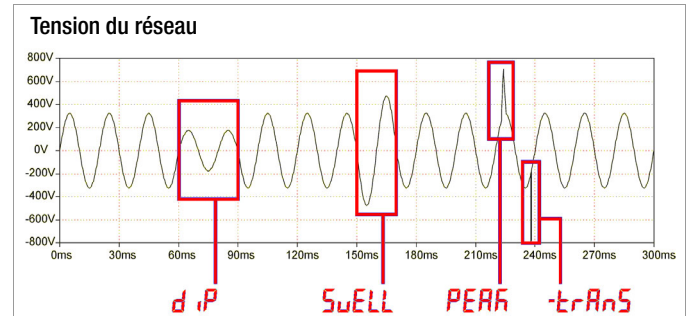 Tension du réseau
800V
600V
400V
200V
0V
-200V
-400V
-600V
-800V
0ms 30ms 60ms 90ms 120ms 150ms 180ms 210ms 240ms 270ms 300ms
diP SuELL PEAK -trAnS